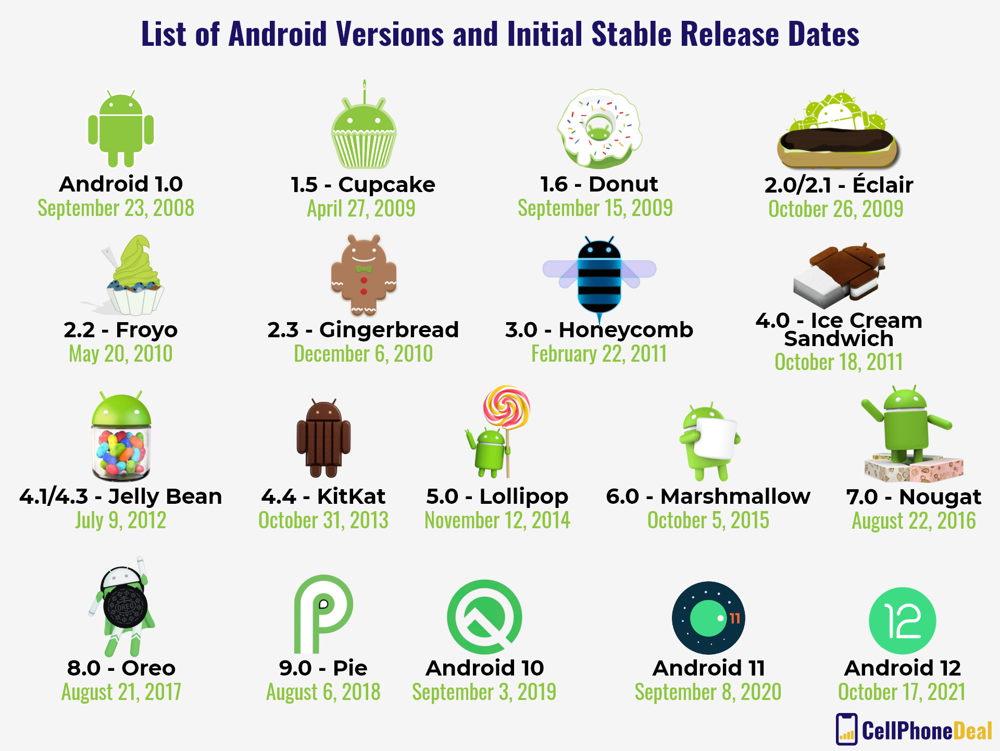 List of Android Versions and Initial Stable Release Dates
Android 1.0
September 23, 2008
1.5 - Cupcake
April 27, 2009
1.6 - Donut
September 15, 2009
2.0/2.1 - Éclair
October 26, 2009
2.2 - Froyo
May 20, 2010
2.3 - Gingerbread
December 6, 2010
3.0 - Honeycomb
February 22, 2011
4.0 - Ice Cream
Sandwich
October 18, 2011
4.1/4.3 - Jelly Bean
July 9, 2012
4.4 - KitKat
October 31, 2013
5.0 - Lollipop
November 12, 2014
6.0 - Marshmallow
October 5, 2015
7.0 - Nougat
August 22, 2016
OREO
8.0 - Oreo
August 21, 2017
9.0 - Pie
August 6, 2018
Android 10
September 3, 2019
11
Android 11
September 8, 2020
12
Android 12
October 17, 2021
CellPhoneDeal